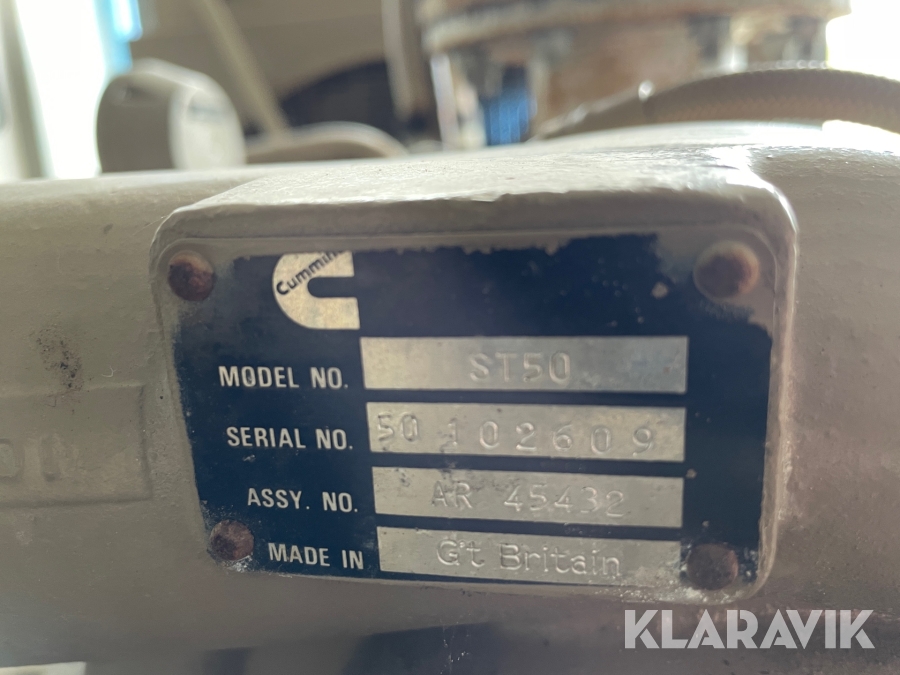 Cummins
MODEL NO. ST50
SERIAL NO. 50 102609
ASSY. NO. AR 45432
MADE IN G't Britain
KLARAVIK